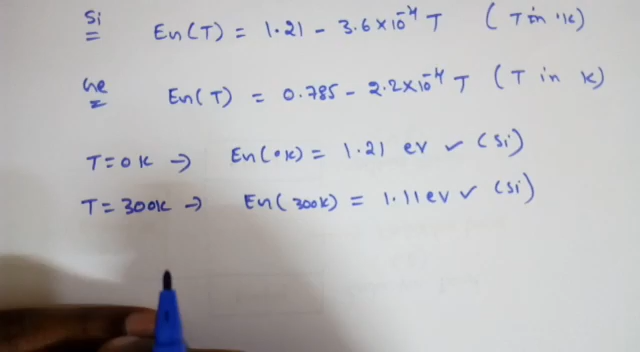 Si En(T) = 1.21 - 3.6×10⁻⁴ T (T in °k)
Ge En(T) = 0.785 - 2.2×10⁻⁴ T (T in k)
T=0k → En(0k) = 1.21 ev ✓ (Si)
T=300k → En(300k) = 1.11 ev ✓ (Si)